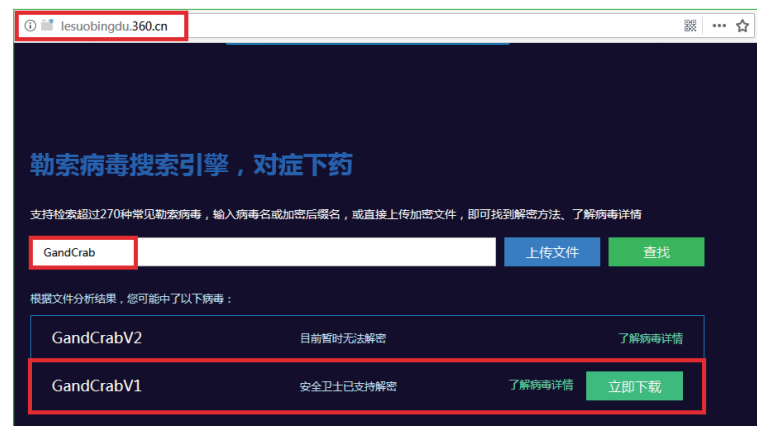 lesuobingdu.360.cn
勒索病毒搜索引擎，对症下药
支持检索超过270种常见勒索病毒，输入病毒名或加密后缀名，或直接上传加密文件，即可找到解密方法、了解病毒详情
GandCrab 上传文件 查找
根据文件分析结果，您可能中了以下病毒：
GandCrabV2 目前暂时无法解密 了解病毒详情
GandCrabV1 安全卫士已支持解密 了解病毒详情 立即下载